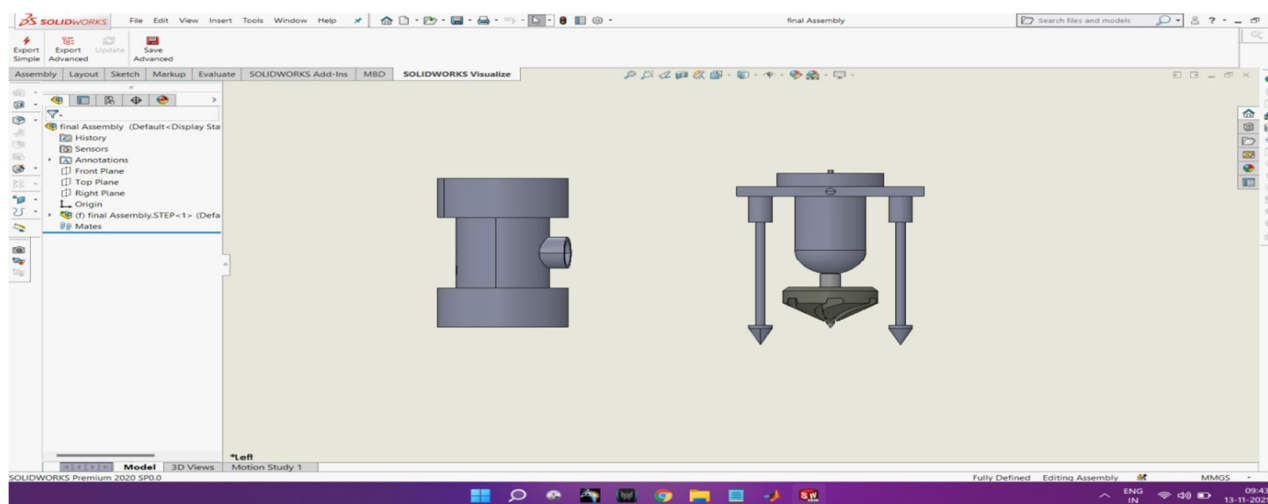 SOLIDWORKS File Edit View Insert Tools Window Help final Assembly Search files and models
Export Simple Export Advanced Update Save Advanced
Assembly Layout Sketch Markup Evaluate SOLIDWORKS Add-Ins MBD SOLIDWORKS Visualize
final Assembly (Default<Display Sta
History
Sensors
Annotations
Front Plane
Top Plane
Right Plane
Origin
(f) final Assembly.STEP<1> (Defa
Mates
*Left
Model 3D Views Motion Study 1
SOLIDWORKS Premium 2020 SP0.0 Fully Defined Editing Assembly MMGS
ENG 09:43
IN 13-11-202